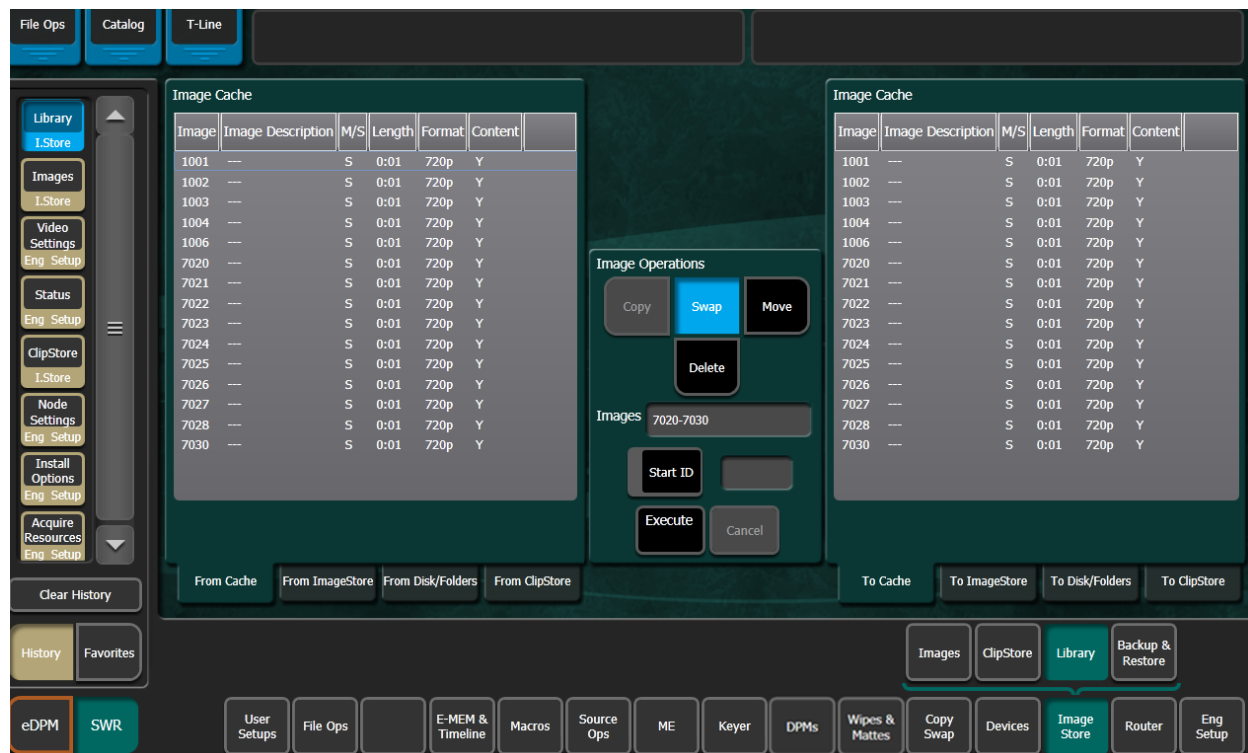 File Ops
Catalog
T-Line
Library
I.Store
Images
I.Store
Video
Settings
Eng Setup
Status
Eng Setup
ClipStore
I.Store
Node
Settings
Eng Setup
Install
Options
Eng Setup
Acquire
Resources
Eng Setup
Clear History
History Favorites
Image Cache
Image Image Description M/S Length Format Content
1001 --- S 0:01 720p Y
1002 --- S 0:01 720p Y
1003 --- S 0:01 720p Y
1004 --- S 0:01 720p Y
1006 --- S 0:01 720p Y
7020 --- S 0:01 720p Y
7021 --- S 0:01 720p Y
7022 --- S 0:01 720p Y
7023 --- S 0:01 720p Y
7024 --- S 0:01 720p Y
7025 --- S 0:01 720p Y
7026 --- S 0:01 720p Y
7027 --- S 0:01 720p Y
7028 --- S 0:01 720p Y
7030 --- S 0:01 720p Y
From Cache From ImageStore From Disk/Folders From ClipStore
Image Operations
Copy Swap Move
Delete
Images 7020-7030
Start ID
Execute Cancel
Image Cache
Image Image Description M/S Length Format Content
1001 --- S 0:01 720p Y
1002 --- S 0:01 720p Y
1003 --- S 0:01 720p Y
1004 --- S 0:01 720p Y
1006 --- S 0:01 720p Y
7020 --- S 0:01 720p Y
7021 --- S 0:01 720p Y
7022 --- S 0:01 720p Y
7023 --- S 0:01 720p Y
7024 --- S 0:01 720p Y
7025 --- S 0:01 720p Y
7026 --- S 0:01 720p Y
7027 --- S 0:01 720p Y
7028 --- S 0:01 720p Y
7030 --- S 0:01 720p Y
To Cache To ImageStore To Disk/Folders To ClipStore
Images
ClipStore
Library
Backup &
Restore
eDPM
SWR
User
Setups
File Ops
E-MEM &
Timeline
Macros
Source
Ops
ME
Keyer
DPMs
Wipes &
Mattes
Copy
Swap
Devices
Image
Store
Router
Eng
Setup